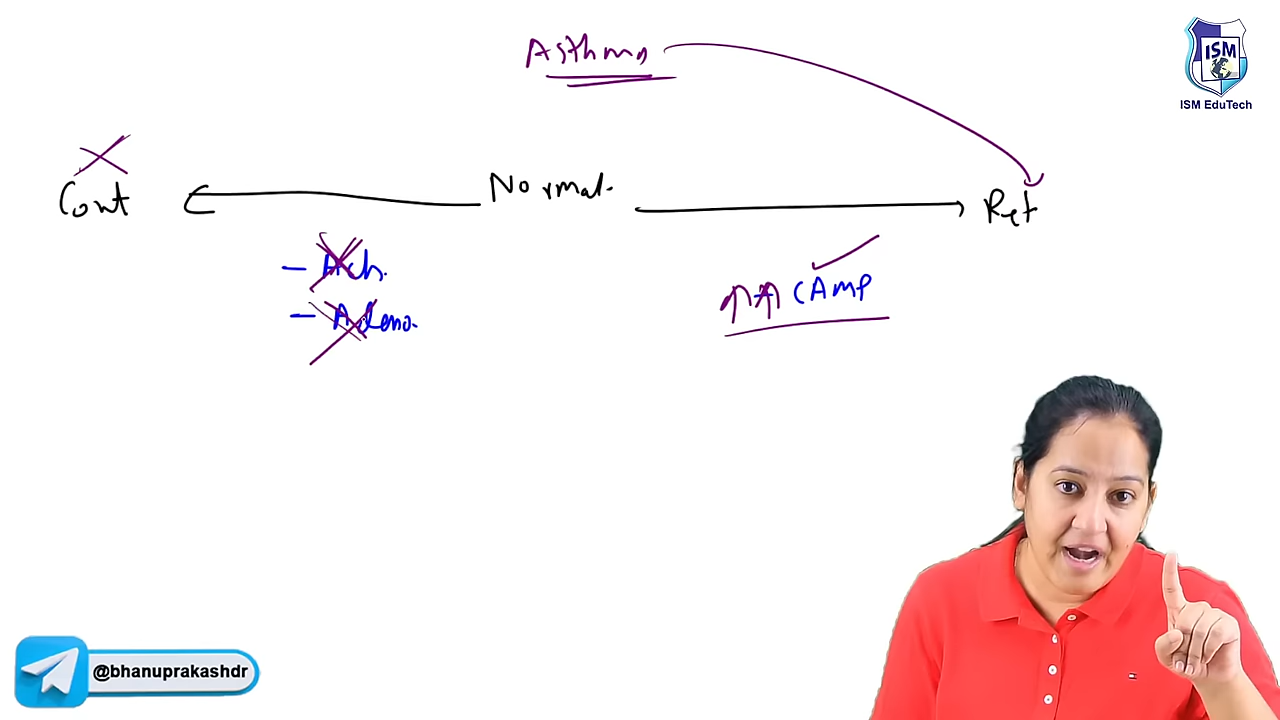 Asthma
ISM
ISM EduTech
Cont
Normal.
Ret
- Ach.
- Adeno.
↑↑ cAmp
@bhanuprakashdr